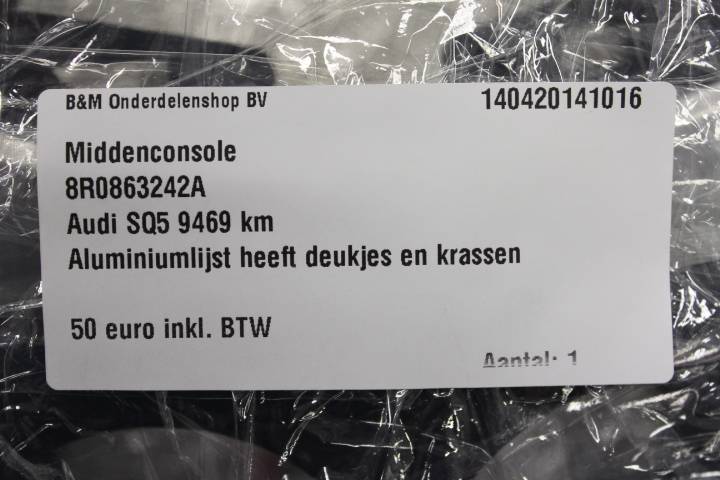 B&M Onderdelenshop BV 140420141016
Middenconsole
8R0863242A
Audi SQ5 9469 km
Aluminiumlijst heeft deukjes en krassen
50 euro inkl. BTW
Aantal: 1